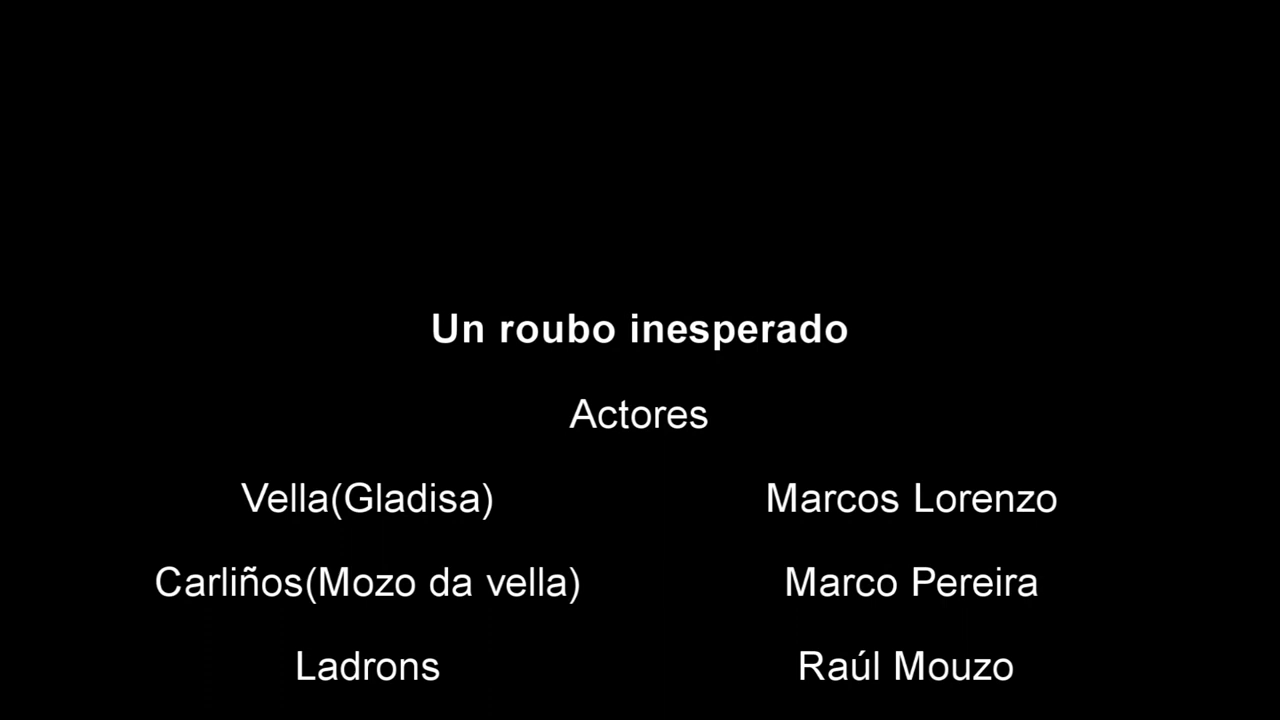 Un roubo inesperado
Actores
Vella(Gladisa) Marcos Lorenzo
Carliños(Mozo da vella) Marco Pereira
Ladrons Raúl Mouzo